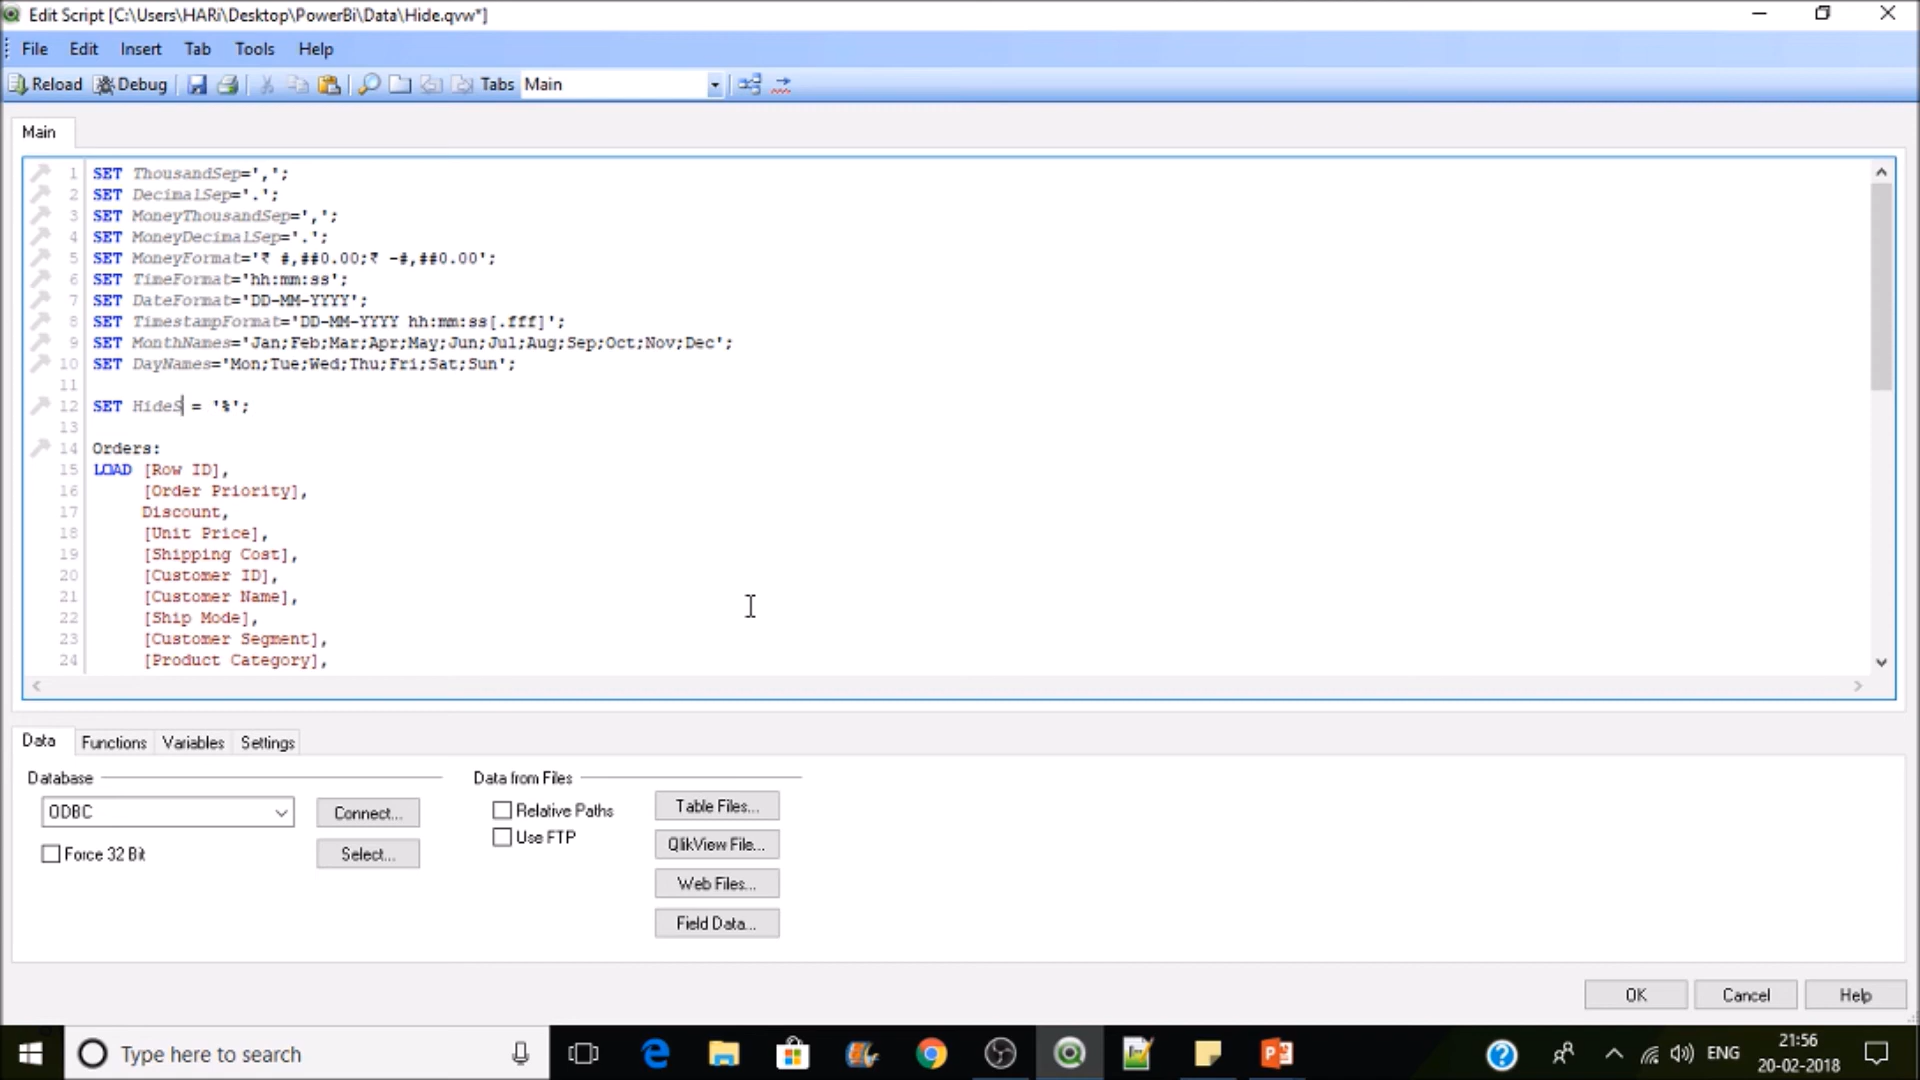 Edit Script [C:\Users\HARi\Desktop\PowerBi\Data\Hide.qvw*]
File Edit Insert Tab Tools Help
Reload Debug Tabs Main
Main
1 SET ThousandSep=',';
2 SET DecimalSep='.';
3 SET MoneyThousandSep=',';
4 SET MoneyDecimalSep='.';
5 SET MoneyFormat='₹ #,##0.00;₹ -#,##0.00';
6 SET TimeFormat='hh:mm:ss';
7 SET DateFormat='DD-MM-YYYY';
8 SET TimestampFormat='DD-MM-YYYY hh:mm:ss[.fff]';
9 SET MonthNames='Jan;Feb;Mar;Apr;May;Jun;Jul;Aug;Sep;Oct;Nov;Dec';
10 SET DayNames='Mon;Tue;Wed;Thu;Fri;Sat;Sun';
11
12 SET HideS = '%';
13
14 Orders:
15 LOAD [Row ID],
16 [Order Priority],
17 Discount,
18 [Unit Price],
19 [Shipping Cost],
20 [Customer ID],
21 [Customer Name],
22 [Ship Mode],
23 [Customer Segment],
24 [Product Category],
Data Functions Variables Settings
Database Data from Files
ODBC Connect... Relative Paths Table Files...
Use FTP QlikView File...
Force 32 Bit Select...
Web Files...
Field Data...
OK Cancel Help
Type here to search ENG 21:56
20-02-2018